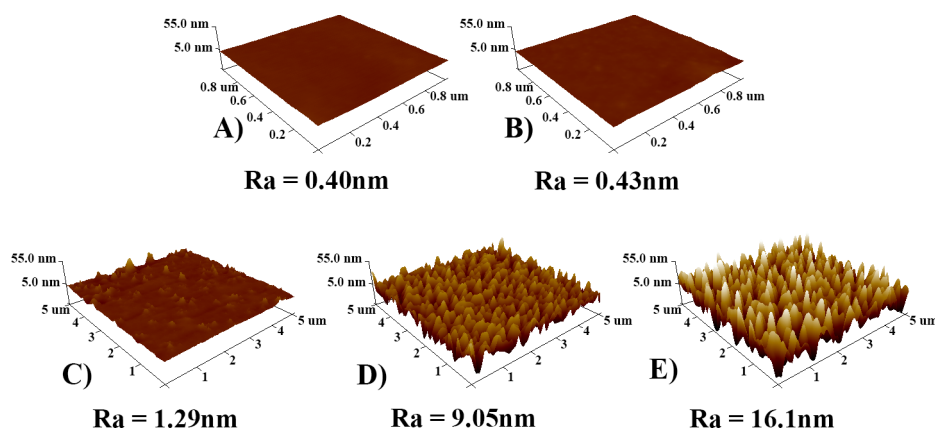 55.0 nm
5.0 nm
0.8 um
0.6
0.4
0.2
0.2
0.4
0.6
0.8 um
A)
Ra = 0.40nm
55.0 nm
5.0 nm
0.8 um
0.6
0.4
0.2
0.2
0.4
0.6
0.8 um
B)
Ra = 0.43nm
55.0 nm
5.0 nm
5 um
4
3
2
1
1
2
3
4
5 um
C)
Ra = 1.29nm
55.0 nm
5.0 nm
5 um
4
3
2
1
1
2
3
4
5 um
D)
Ra = 9.05nm
55.0 nm
5.0 nm
5 um
4
3
2
1
1
2
3
4
5 um
E)
Ra = 16.1nm